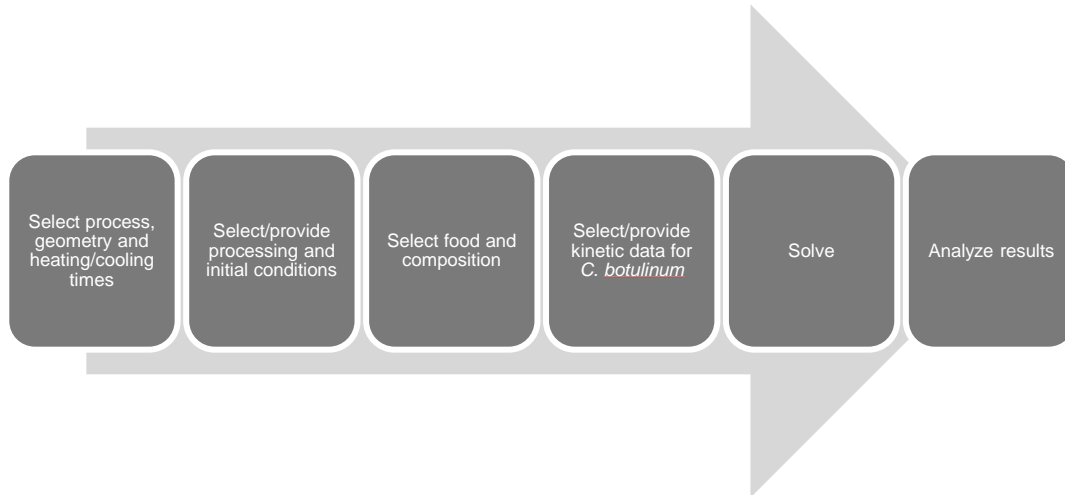 Select process,
geometry and
heating/cooling
times
Select/provide
processing and
initial conditions
Select food and
composition
Select/provide
kinetic data for
C. botulinum
Solve
Analyze results